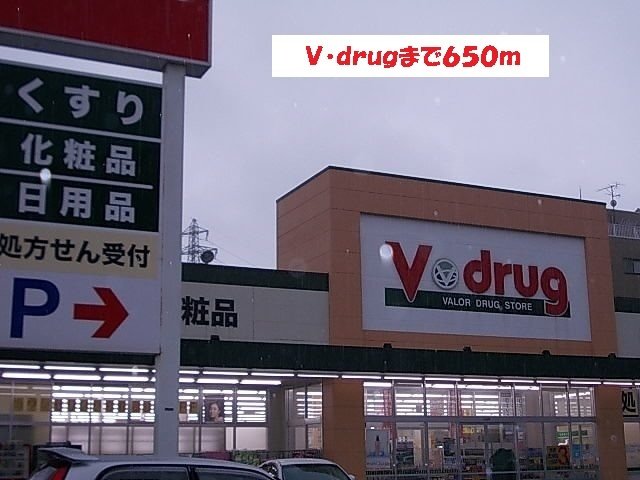 V・drugまで650m
くすり
化粧品
日用品
処方せん受付
P
粧品
V drug
VALOR DRUG STORE
処